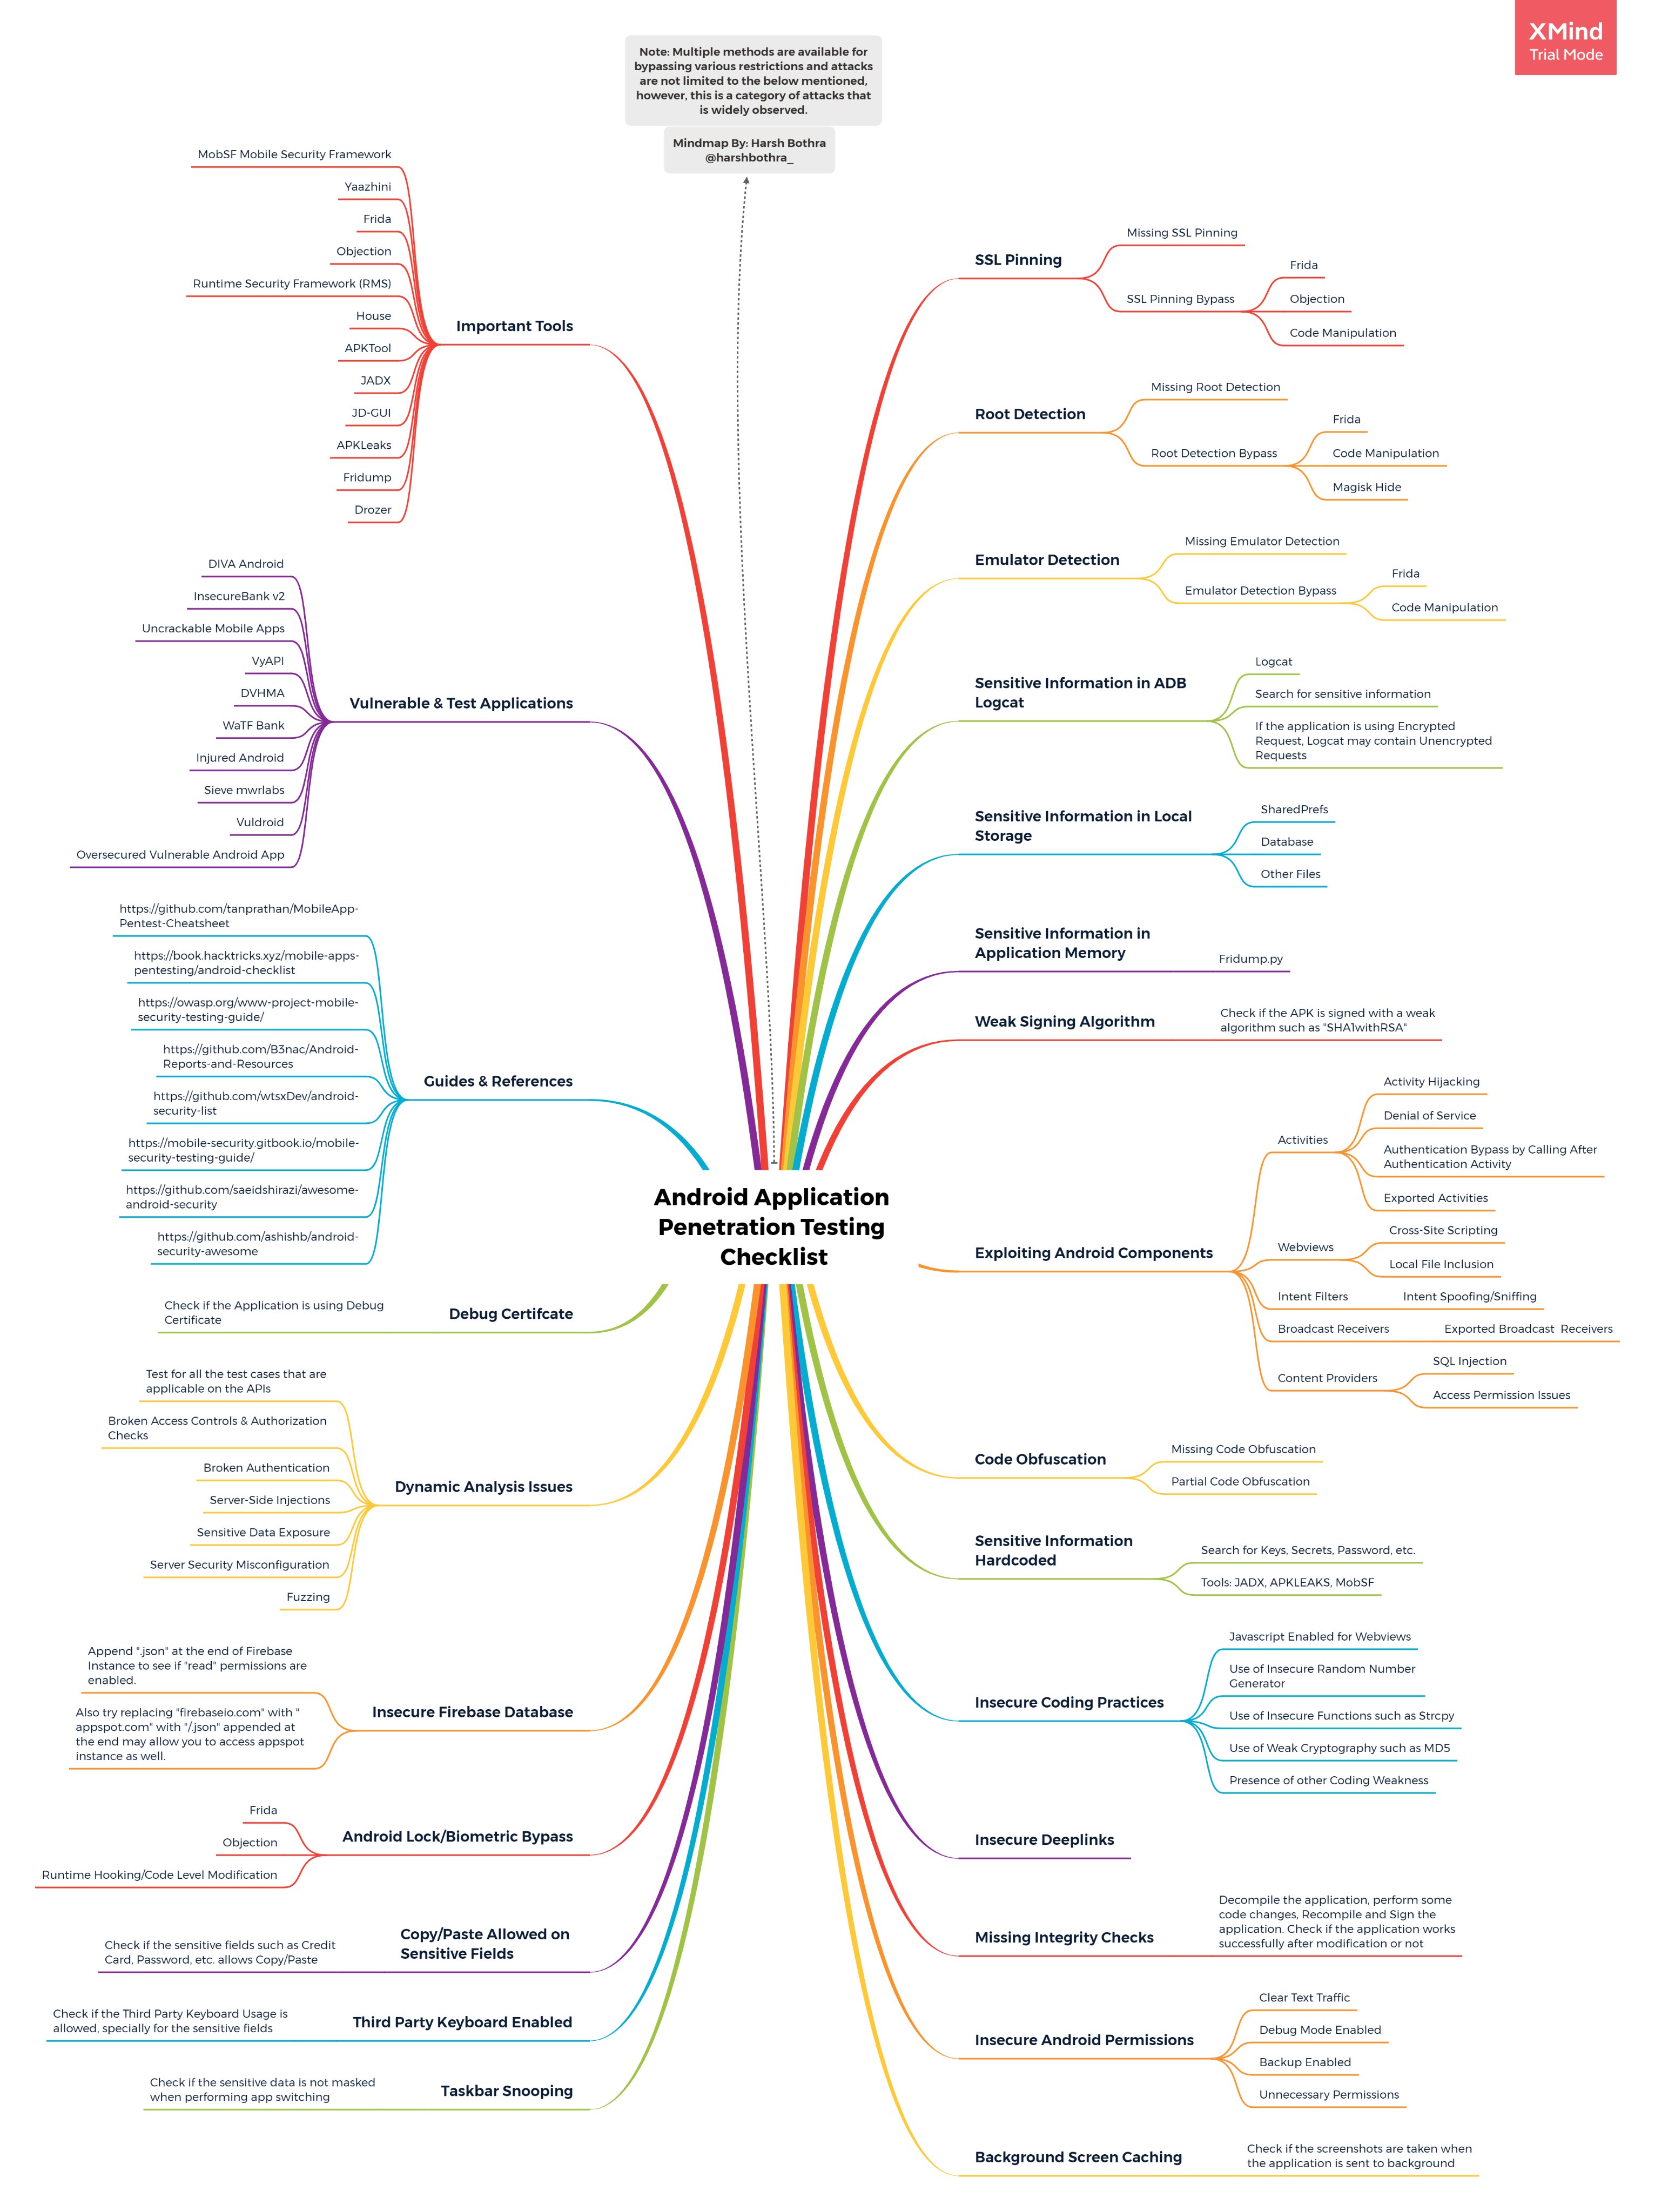 XMind
Trial Mode
Note: Multiple methods are available for
bypassing various restrictions and attacks
are not limited to the below mentioned,
however, this is a category of attacks that
is widely observed.
Mindmap By: Harsh Bothra
@harshbothra_
Android Application
Penetration Testing
Checklist
SSL Pinning
Missing SSL Pinning
SSL Pinning Bypass
Frida
Objection
Code Manipulation
Root Detection
Missing Root Detection
Root Detection Bypass
Frida
Code Manipulation
Magisk Hide
Emulator Detection
Missing Emulator Detection
Emulator Detection Bypass
Frida
Code Manipulation
Sensitive Information in ADB
Logcat
Logcat
Search for sensitive information
If the application is using Encrypted
Request, Logcat may contain Unencrypted
Requests
Sensitive Information in Local
Storage
SharedPrefs
Database
Other Files
Sensitive Information in
Application Memory
Fridump.py
Weak Signing Algorithm
Check if the APK is signed with a weak
algorithm such as "SHA1withRSA"
Exploiting Android Components
Activities
Activity Hijacking
Denial of Service
Authentication Bypass by Calling After
Authentication Activity
Exported Activities
Webviews
Cross-Site Scripting
Local File Inclusion
Intent Filters
Intent Spoofing/Sniffing
Broadcast Receivers
Exported Broadcast  Receivers
Content Providers
SQL Injection
Access Permission Issues
Code Obfuscation
Missing Code Obfuscation
Partial Code Obfuscation
Sensitive Information
Hardcoded
Search for Keys, Secrets, Password, etc.
Tools: JADX, APKLEAKS, MobSF
Insecure Coding Practices
Javascript Enabled for Webviews
Use of Insecure Random Number
Generator
Use of Insecure Functions such as Strcpy
Use of Weak Cryptography such as MD5
Presence of other Coding Weakness
Insecure Deeplinks
Missing Integrity Checks
Decompile the application, perform some
code changes, Recompile and Sign the
application. Check if the application works
successfully after modification or not
Insecure Android Permissions
Clear Text Traffic
Debug Mode Enabled
Backup Enabled
Unnecessary Permissions
Background Screen Caching
Check if the screenshots are taken when
the application is sent to background
Important Tools
MobSF Mobile Security Framework
Yaazhini
Frida
Objection
Runtime Security Framework (RMS)
House
APKTool
JADX
JD-GUI
APKLeaks
Fridump
Drozer
Vulnerable & Test Applications
DIVA Android
InsecureBank v2
Uncrackable Mobile Apps
VyAPI
DVHMA
WaTF Bank
Injured Android
Sieve mwrlabs
Vuldroid
Oversecured Vulnerable Android App
Guides & References
https://github.com/tanprathan/MobileApp-
Pentest-Cheatsheet
https://book.hacktricks.xyz/mobile-apps-
pentesting/android-checklist
https://owasp.org/www-project-mobile-
security-testing-guide/
https://github.com/B3nac/Android-
Reports-and-Resources
https://github.com/wtsxDev/android-
security-list
https://mobile-security.gitbook.io/mobile-
security-testing-guide/
https://github.com/saeidshirazi/awesome-
android-security
https://github.com/ashishb/android-
security-awesome
Debug Certifcate
Check if the Application is using Debug
Certificate
Dynamic Analysis Issues
Test for all the test cases that are
applicable on the APIs
Broken Access Controls & Authorization
Checks
Broken Authentication
Server-Side Injections
Sensitive Data Exposure
Server Security Misconfiguration
Fuzzing
Insecure Firebase Database
Append ".json" at the end of Firebase
Instance to see if "read" permissions are
enabled.
Also try replacing "firebaseio.com" with "
appspot.com" with "/.json" appended at
the end may allow you to access appspot
instance as well.
Android Lock/Biometric Bypass
Frida
Objection
Runtime Hooking/Code Level Modification
Copy/Paste Allowed on
Sensitive Fields
Check if the sensitive fields such as Credit
Card, Password, etc. allows Copy/Paste
Third Party Keyboard Enabled
Check if the Third Party Keyboard Usage is
allowed, specially for the sensitive fields
Taskbar Snooping
Check if the sensitive data is not masked
when performing app switching